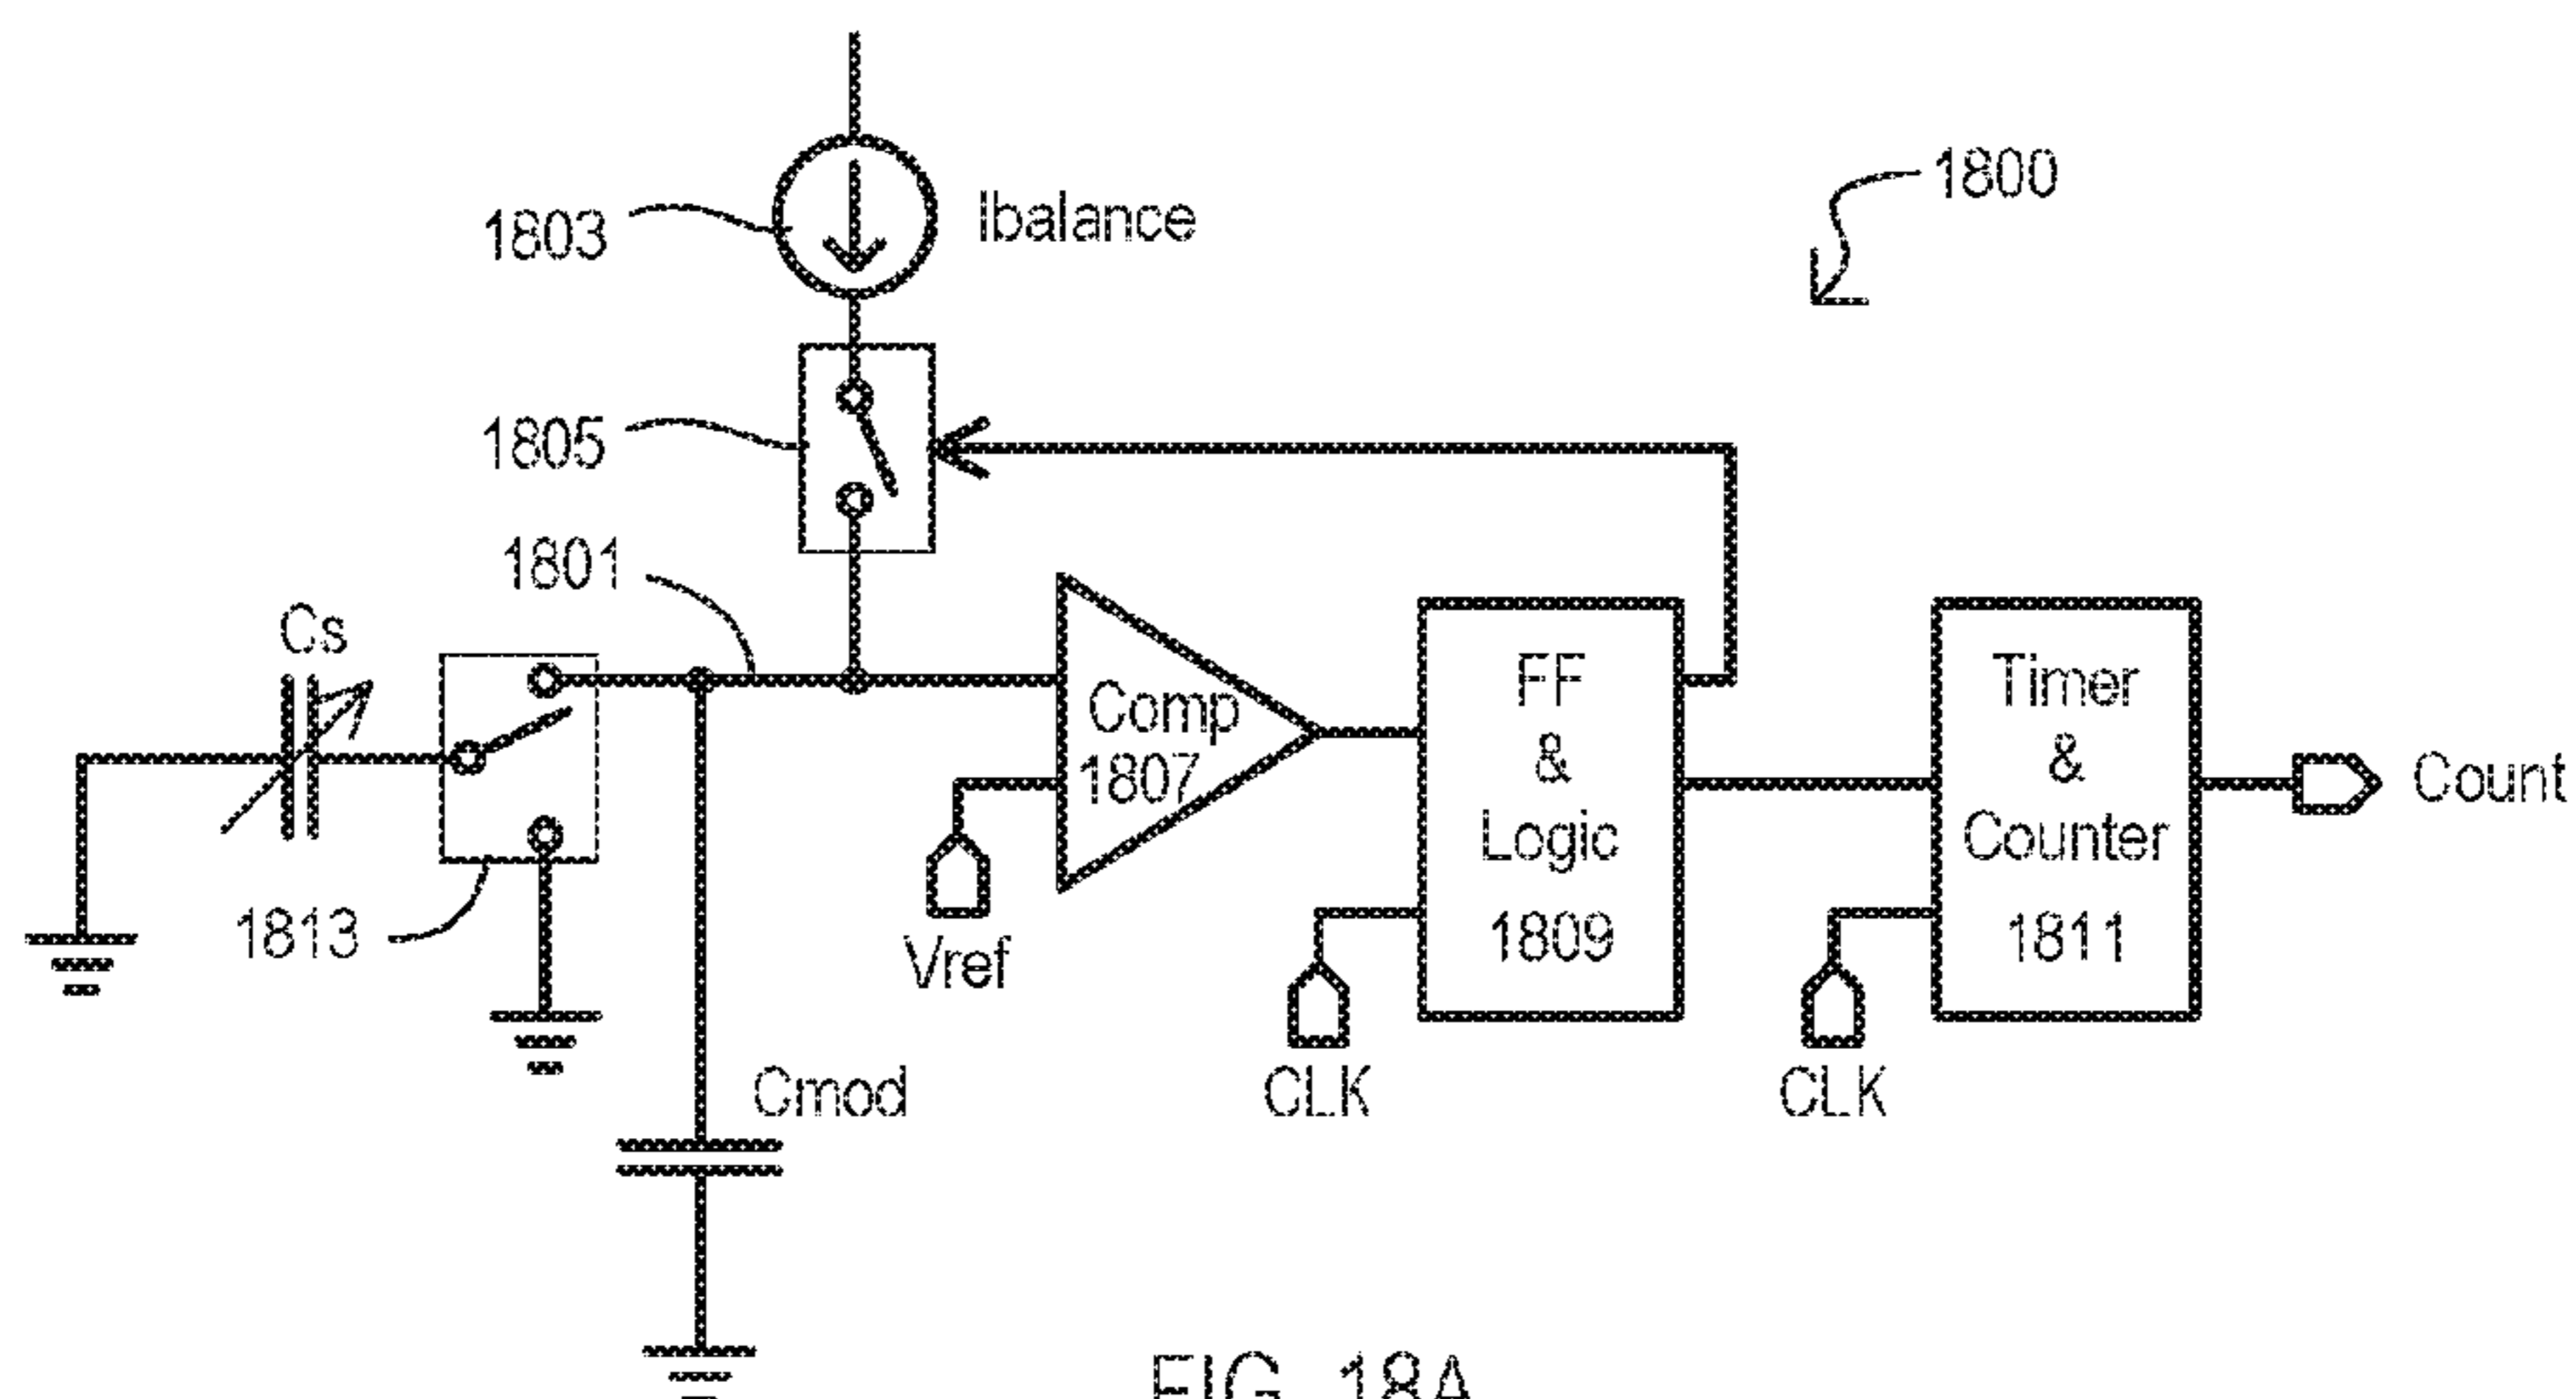 1800
1803
Ibalance
1805
1801
Cs
Comp
1807
FF
&
Logic
1809
Timer
&
Counter
1811
Count
1813
Vref
CLK
CLK
Cmod
FIG. 18A